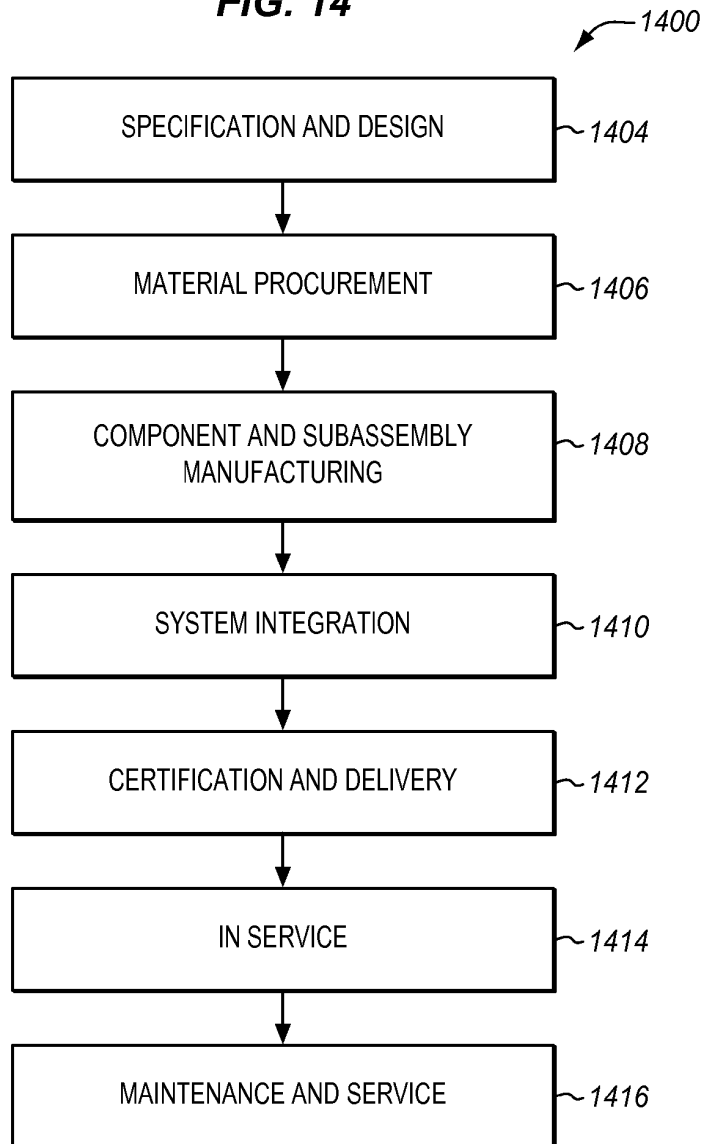 FIG. 14
1400
SPECIFICATION AND DESIGN
1404
MATERIAL PROCUREMENT
1406
COMPONENT AND SUBASSEMBLY
MANUFACTURING
1408
SYSTEM INTEGRATION
1410
CERTIFICATION AND DELIVERY
1412
IN SERVICE
1414
MAINTENANCE AND SERVICE
1416